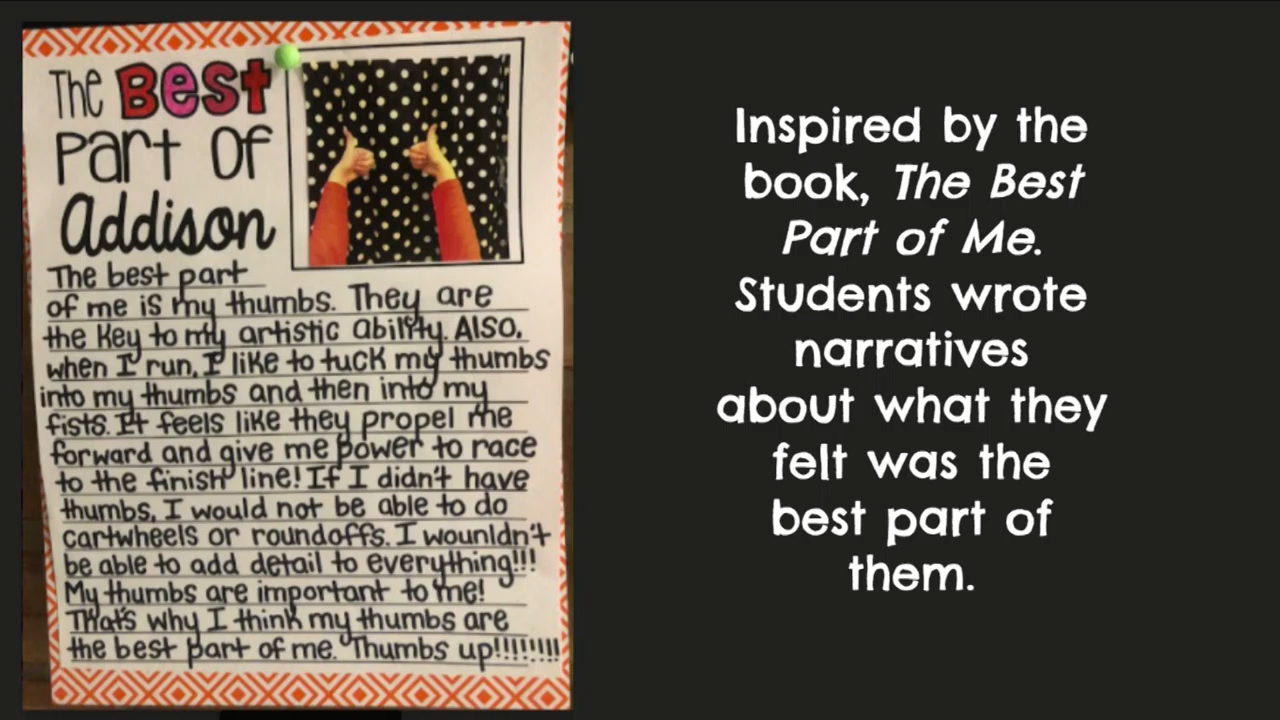 The Best
Part Of
Addison
The best part
of me is my thumbs. They are
the key to my artistic ability. Also,
when I run, I like to tuck my thumbs
into my thumbs and then into my
fists. It feels like they propel me
forward and give me power to race
to the finish line! If I didn't have
thumbs, I would not be able to do
cartwheels or roundoffs. I wounldn't
be able to add detail to everything!!!
My thumbs are important to me!
That's why I think my thumbs are
the best part of me. Thumbs up!!!!!!!!!
Inspired by the
book, The Best
Part of Me.
Students wrote
narratives
about what they
felt was the
best part of
them.